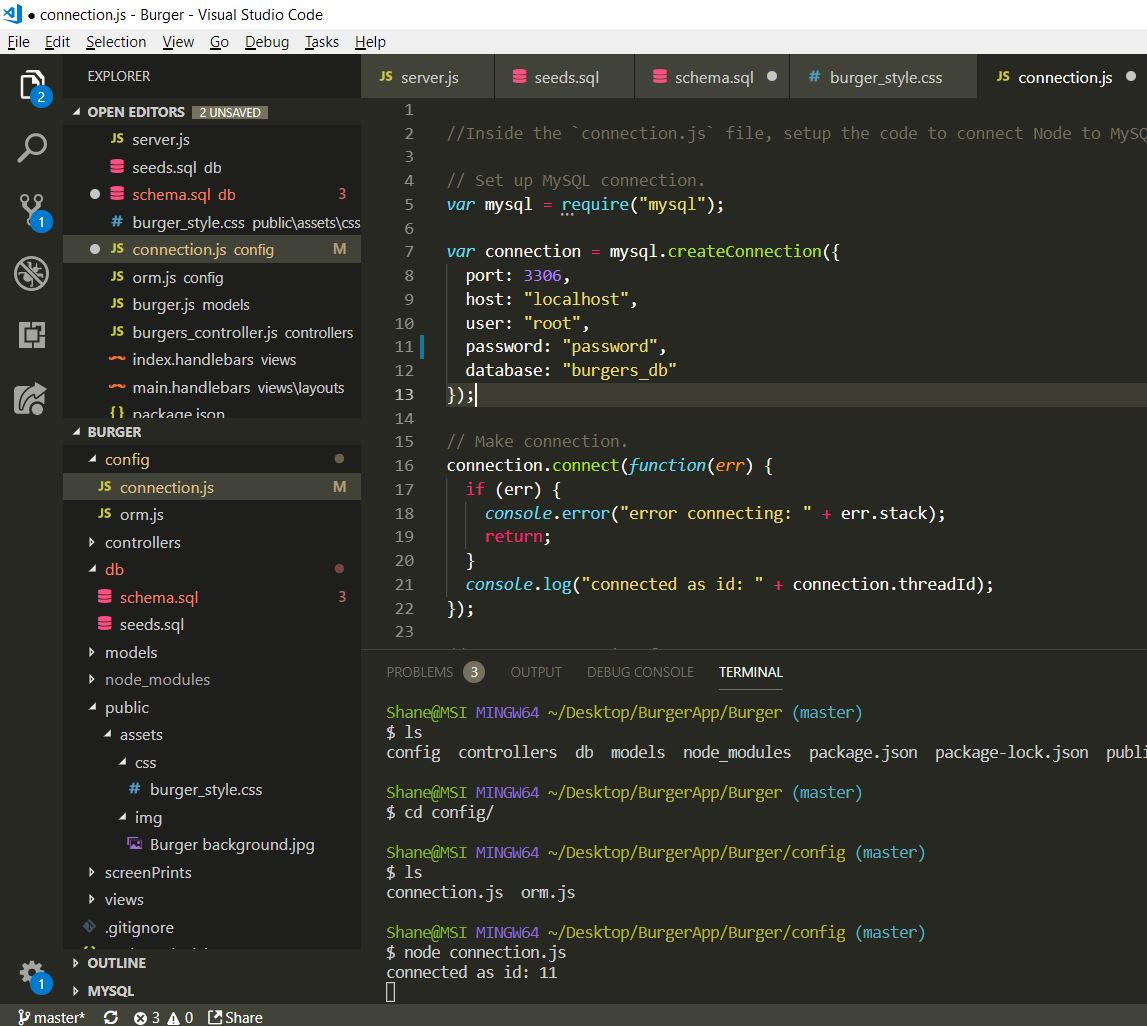 ● connection.js - Burger - Visual Studio Code
File Edit Selection View Go Debug Tasks Help
2
1
1
EXPLORER
OPEN EDITORS 2 UNSAVED
JS server.js
seeds.sql db
● schema.sql db 3
# burger_style.css public\assets\css
● JS connection.js config M
JS orm.js config
JS burger.js models
JS burgers_controller.js controllers
index.handlebars views
main.handlebars views\layouts
{} package.json
BURGER
config
JS connection.js M
JS orm.js
controllers
db
schema.sql 3
seeds.sql
models
node_modules
public
assets
css
# burger_style.css
img
Burger background.jpg
screenPrints
views
.gitignore
OUTLINE
MYSQL
JS server.js seeds.sql schema.sql ● # burger_style.css JS connection.js ●
1
2 //Inside the `connection.js` file, setup the code to connect Node to MySQ
3
4 // Set up MySQL connection.
5 var mysql = require("mysql");
6
7 var connection = mysql.createConnection({
8 port: 3306,
9 host: "localhost",
10 user: "root",
11 password: "password",
12 database: "burgers_db"
13 });
14
15 // Make connection.
16 connection.connect(function(err) {
17 if (err) {
18 console.error("error connecting: " + err.stack);
19 return;
20 }
21 console.log("connected as id: " + connection.threadId);
22 });
23
PROBLEMS 3 OUTPUT DEBUG CONSOLE TERMINAL
Shane@MSI MINGW64 ~/Desktop/BurgerApp/Burger (master)
$ ls
config controllers db models node_modules package.json package-lock.json publi
Shane@MSI MINGW64 ~/Desktop/BurgerApp/Burger (master)
$ cd config/
Shane@MSI MINGW64 ~/Desktop/BurgerApp/Burger/config (master)
$ ls
connection.js orm.js
Shane@MSI MINGW64 ~/Desktop/BurgerApp/Burger/config (master)
$ node connection.js
connected as id: 11
master* 3 0 Share